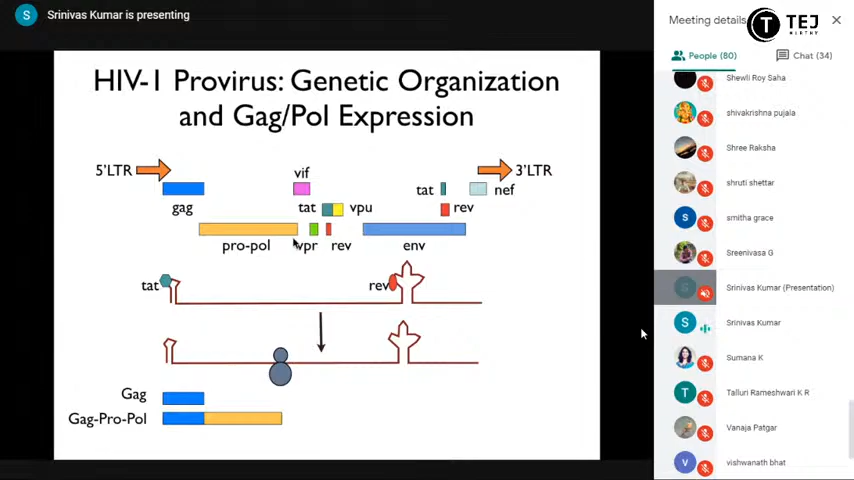 S Srinivas Kumar is presenting
HIV-1 Provirus: Genetic Organization
and Gag/Pol Expression
5'LTR
vif
3'LTR
tat
nef
gag
tat
vpu
rev
pro-pol
vpr
rev
env
tat
rev
Gag
Gag-Pro-Pol
Meeting details
T TEJ
People (80)
Chat (34)
Shewli Roy Saha
shivakrishna pujala
Shree Raksha
shruti shettar
S smitha grace
Sreenivasa G
S Srinivas Kumar (Presentation)
S Srinivas Kumar
Sumana K
T Talluri Rameshwari K R
Vanaja Patgar
V vishwanath bhat